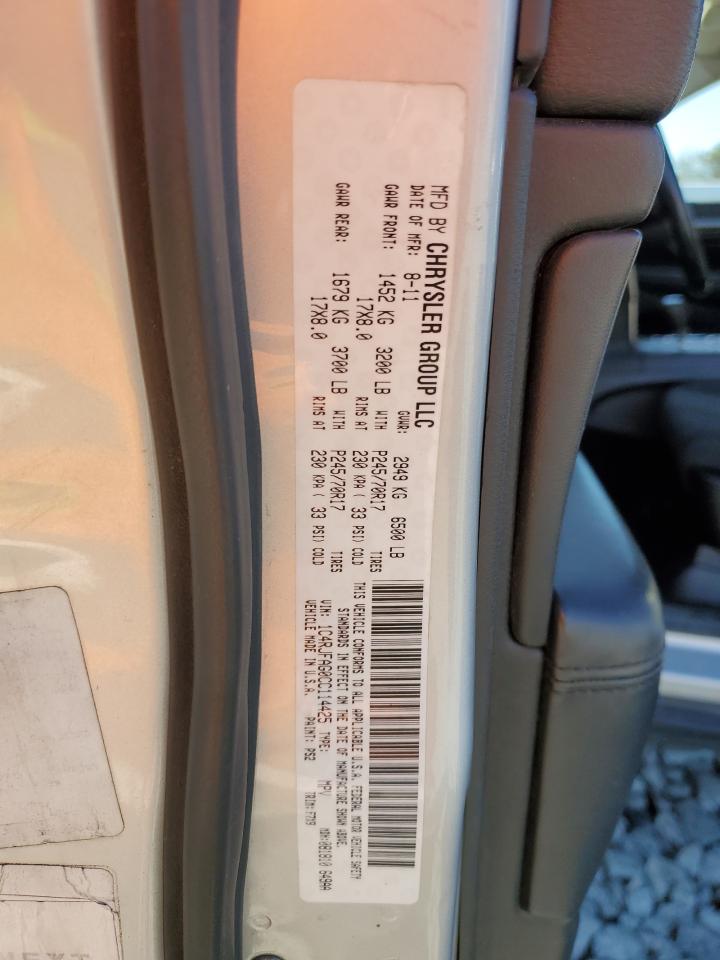 MFD BY CHRYSLER GROUP LLC
DATE OF MFR: 8-11 GVWR: 2949 KG 6500 LB
GAWR FRONT: 1452 KG 3200 LB WITH P245/70R17 TIRES
17X8.0 RIMS AT 230 KPA ( 33 PSI) COLD
GAWR REAR: 1679 KG 3700 LB WITH P245/70R17 TIRES
17X8.0 RIMS AT 230 KPA ( 33 PSI) COLD
THIS VEHICLE CONFORMS TO ALL APPLICABLE U.S.A. FEDERAL MOTOR VEHICLE SAFETY
STANDARDS IN EFFECT ON THE DATE OF MANUFACTURE SHOWN ABOVE.
VIN: 1C4RJFAG0CC114425 TYPE: MPV
VEHICLE MADE IN U.S.A. PAINT: PS2 TRIM: